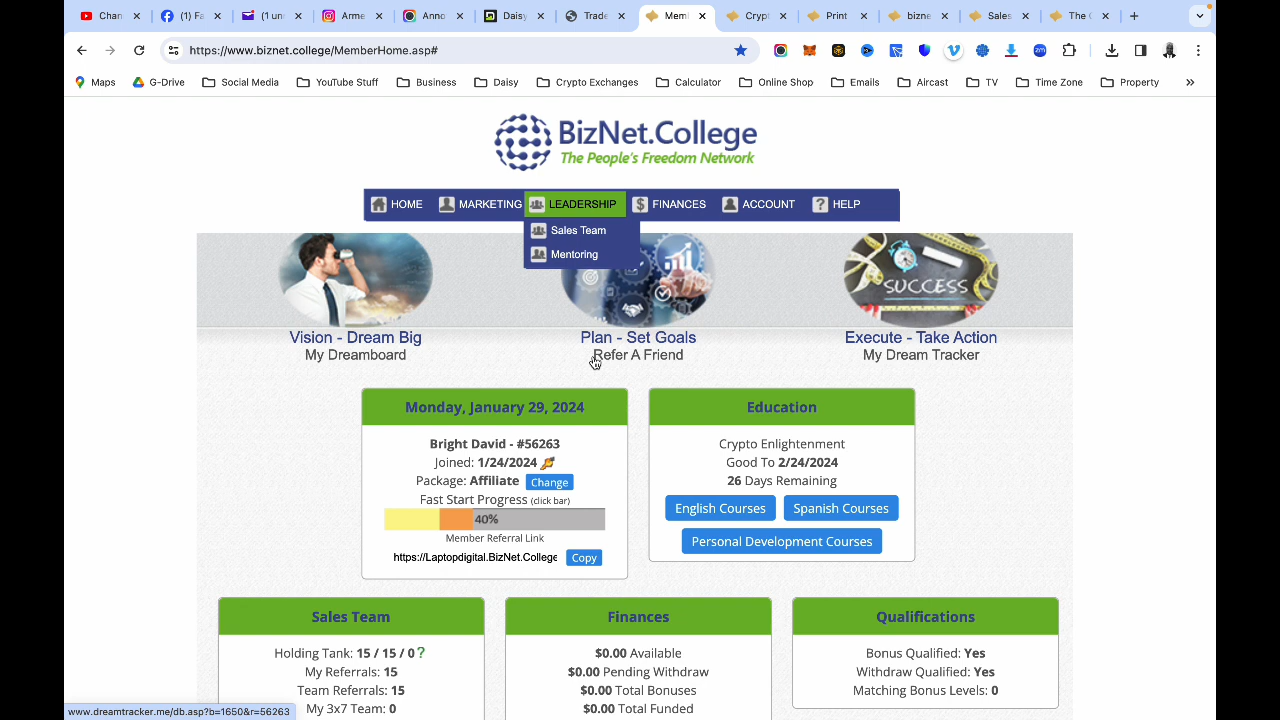 Chan
(1) Fa
(1 un
Arme
Anno
Daisy
Trade
Meml
Crypt
Print
bizne
Sales
The C
https://www.biznet.college/MemberHome.asp#
Maps G-Drive Social Media YouTube Stuff Business Daisy Crypto Exchanges Calculator Online Shop Emails Aircast TV Time Zone Property »
BizNet.College
The People's Freedom Network
HOME MARKETING LEADERSHIP FINANCES ACCOUNT HELP
Sales Team
Mentoring
SUCCESS
Vision - Dream Big
My Dreamboard
Plan - Set Goals
Refer A Friend
Execute - Take Action
My Dream Tracker
Monday, January 29, 2024
Bright David - #56263
Joined: 1/24/2024
Package: Affiliate Change
Fast Start Progress (click bar)
40%
Member Referral Link
https://Laptopdigital.BizNet.College Copy
Education
Crypto Enlightenment
Good To 2/24/2024
26 Days Remaining
English Courses Spanish Courses
Personal Development Courses
Sales Team
Holding Tank: 15 / 15 / 0 ?
My Referrals: 15
Team Referrals: 15
My 3x7 Team: 0
Finances
$0.00 Available
$0.00 Pending Withdraw
$0.00 Total Bonuses
$0.00 Total Funded
Qualifications
Bonus Qualified: Yes
Withdraw Qualified: Yes
Matching Bonus Levels: 0
www.dreamtracker.me/db.asp?b=1650&r=56263